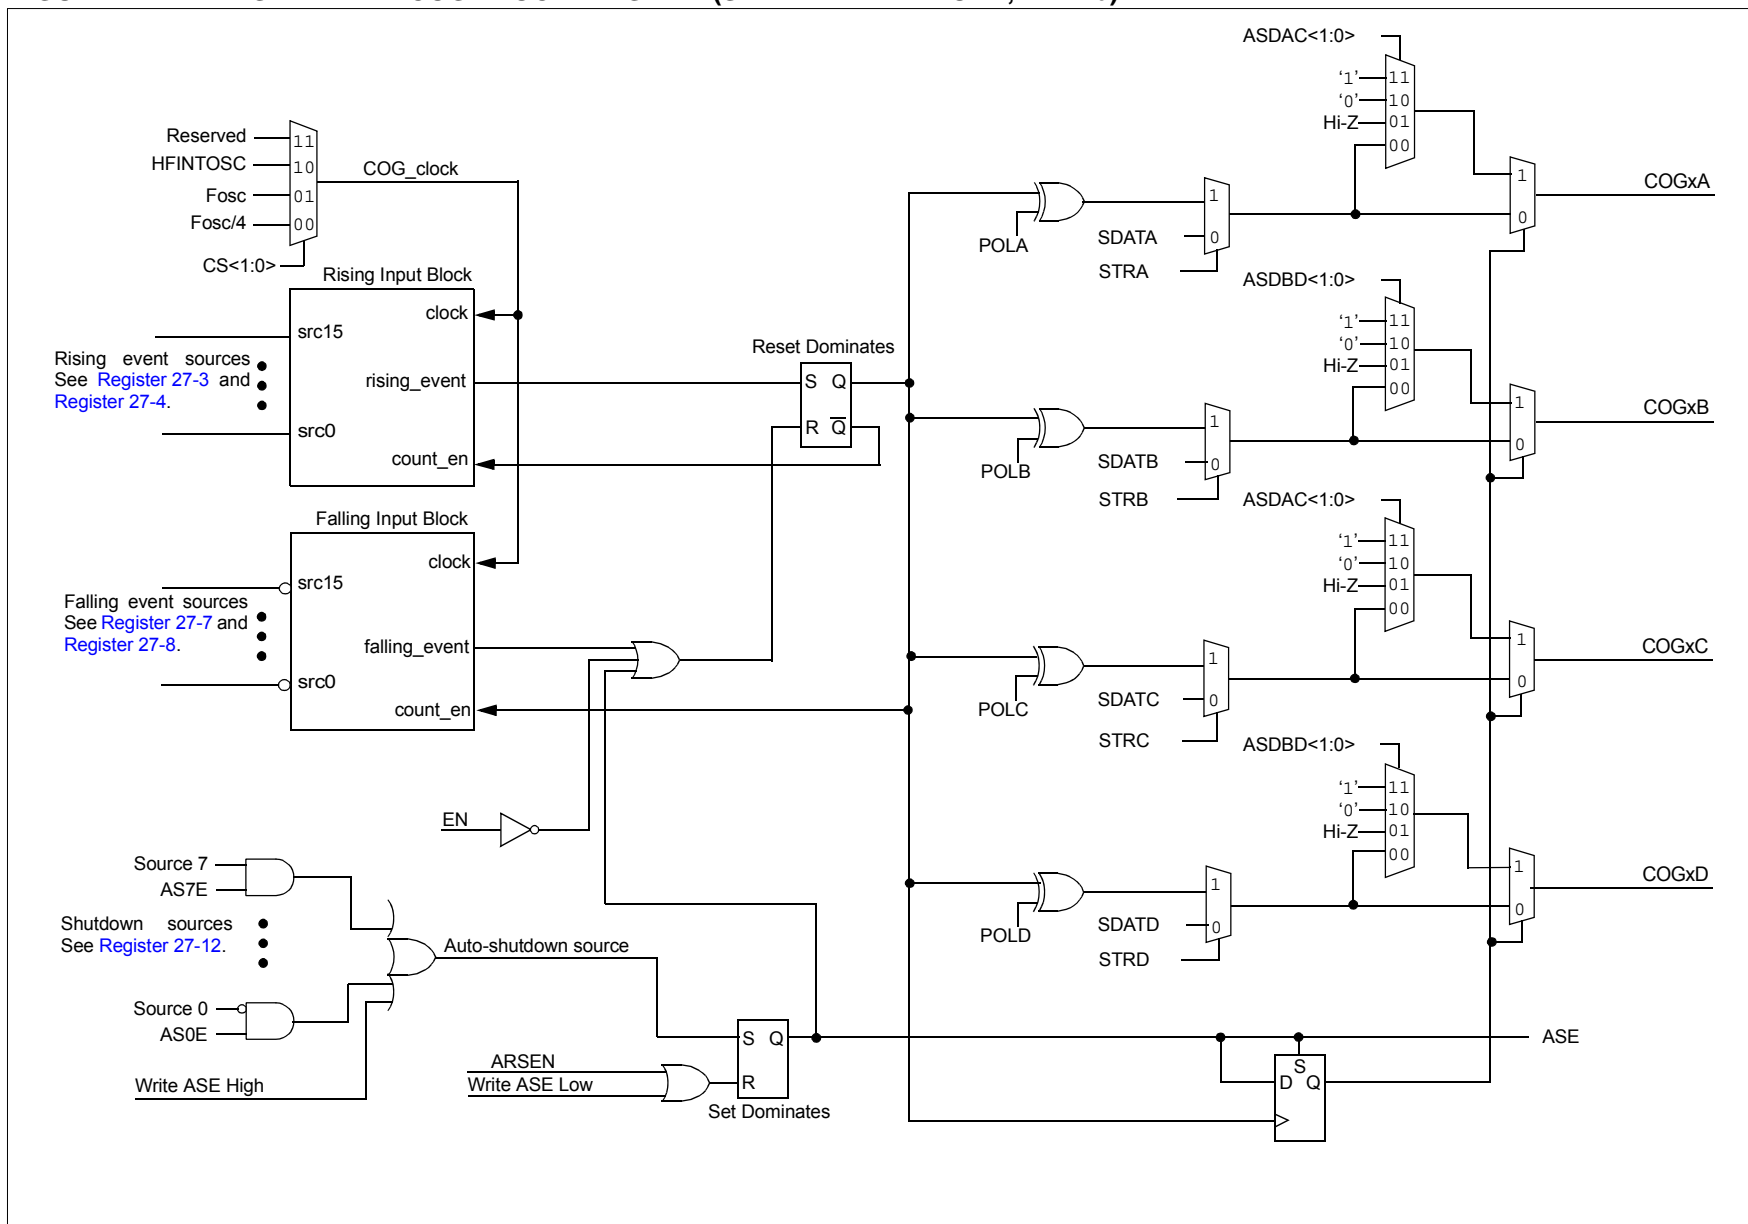 Reserved
HFINTOSC
Fosc
Fosc/4
11
10
01
00
CS<1:0>
COG_clock
Rising Input Block
clock
src15
rising_event
src0
count_en
Rising event sources
See Register 27-3 and
Register 27-4.
Falling Input Block
clock
src15
falling_event
src0
count_en
Falling event sources
See Register 27-7 and
Register 27-8.
Reset Dominates
S Q
R Q
EN
Source 7
AS7E
Shutdown sources
See Register 27-12.
Source 0
AS0E
Write ASE High
Auto-shutdown source
ARSEN
Write ASE Low
S Q
R
Set Dominates
POLA
SDATA
STRA
1
0
ASDAC<1:0>
'1' 11
'0' 10
Hi-Z 01
00
1
0
COGxA
POLB
SDATB
STRB
1
0
ASDBD<1:0>
'1' 11
'0' 10
Hi-Z 01
00
1
0
COGxB
POLC
SDATC
STRC
1
0
ASDAC<1:0>
'1' 11
'0' 10
Hi-Z 01
00
1
0
COGxC
POLD
SDATD
STRD
1
0
ASDBD<1:0>
'1' 11
'0' 10
Hi-Z 01
00
1
0
COGxD
ASE
S
D Q